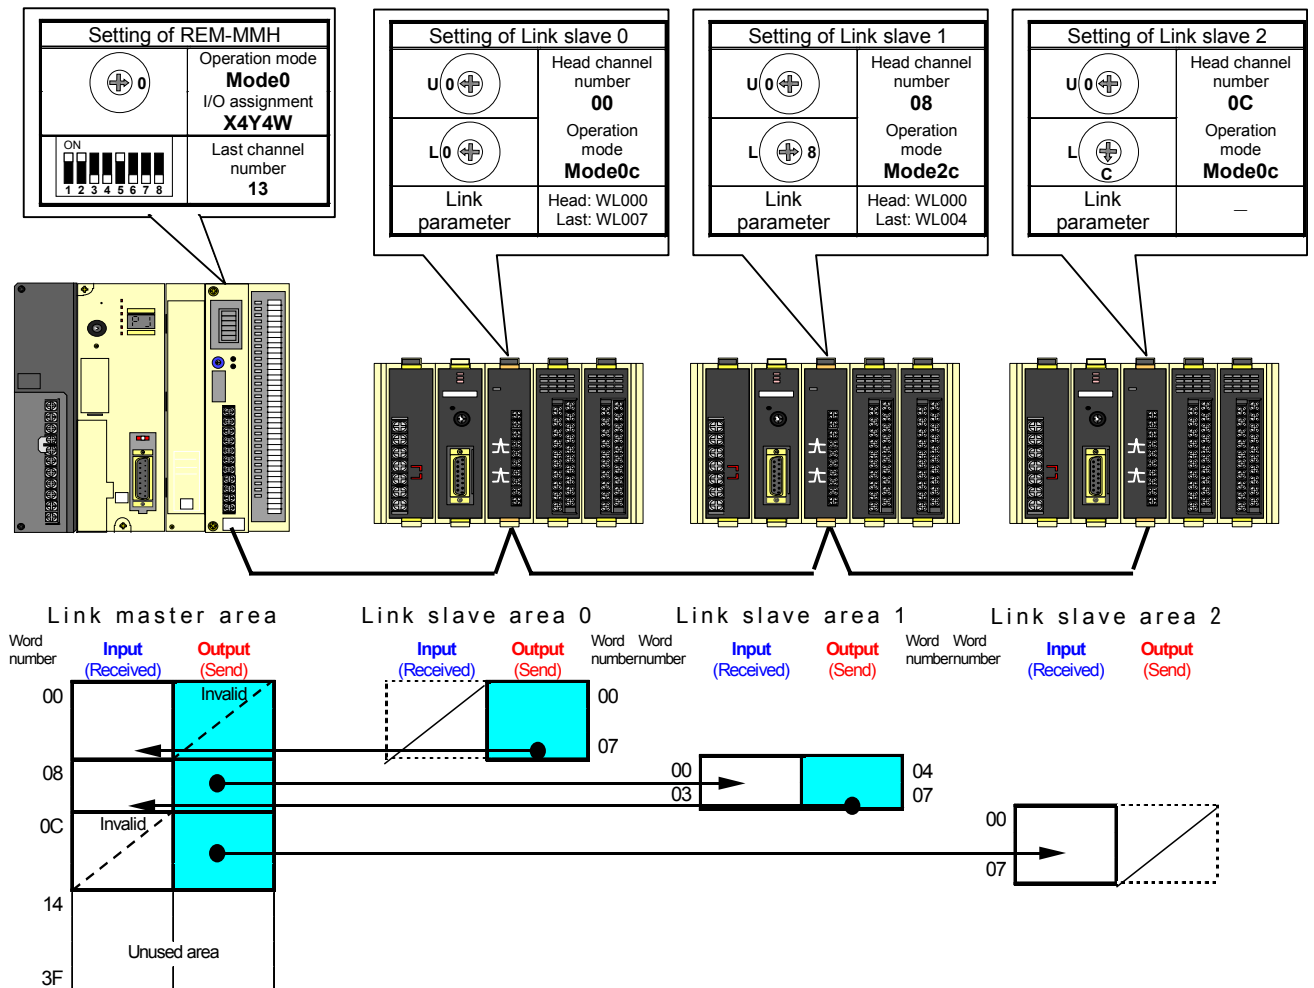 Setting of REM-MMH
0
Operation mode
Mode0
I/O assignment
X4Y4W
ON
1 2 3 4 5 6 7 8
Last channel
number
13
Setting of Link slave 0
U 0
Head channel
number
00
L 0
Operation
mode
Mode0c
Link
parameter
Head: WL000
Last: WL007
Setting of Link slave 1
U 0
Head channel
number
08
L 8
Operation
mode
Mode2c
Link
parameter
Head: WL000
Last: WL004
Setting of Link slave 2
U 0
Head channel
number
0C
L
C
Operation
mode
Mode0c
Link
parameter
—
Link master area
Link slave area 0
Link slave area 1
Link slave area 2
Word
number
Input
(Received)
Output
(Send)
Input
(Received)
Output
(Send)
Word
number
Word
number
Input
(Received)
Output
(Send)
Word
number
Word
number
Input
(Received)
Output
(Send)
00
Invalid
00
07
08
00
03
04
07
0C
Invalid
00
07
14
Unused area
3F